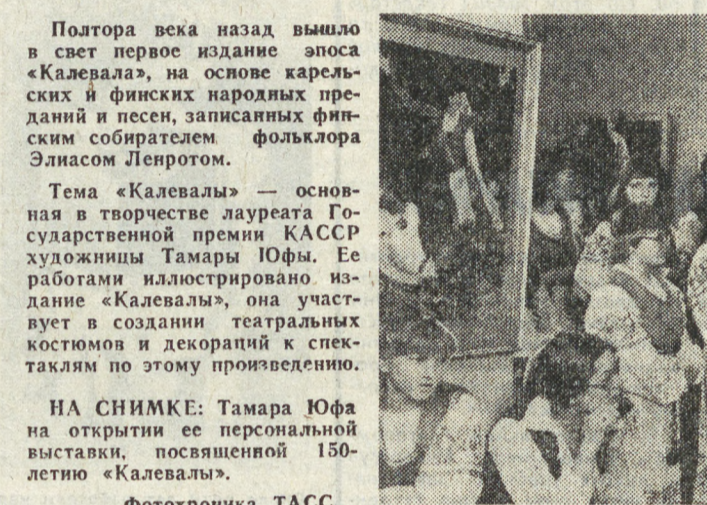 Полтора века назад вышло
в свет первое издание эпоса
«Калевала», на основе карель-
ских и финских народных пре-
даний и песен, записанных фин-
ским собирателем фольклора
Элиасом Ленротом.
Тема «Калевалы» — основ-
ная в творчестве лауреата Го-
сударственной премии КАССР
художницы Тамары Юфы. Ее
работами иллюстрировано из-
дание «Калевалы», она участ-
вует в создании театральных
костюмов и декораций к спек-
таклям по этому произведению.
НА СНИМКЕ: Тамара Юфа
на открытии ее персональной
выставки, посвященной 150-
летию «Калевалы».
Фотохроника ТАСС